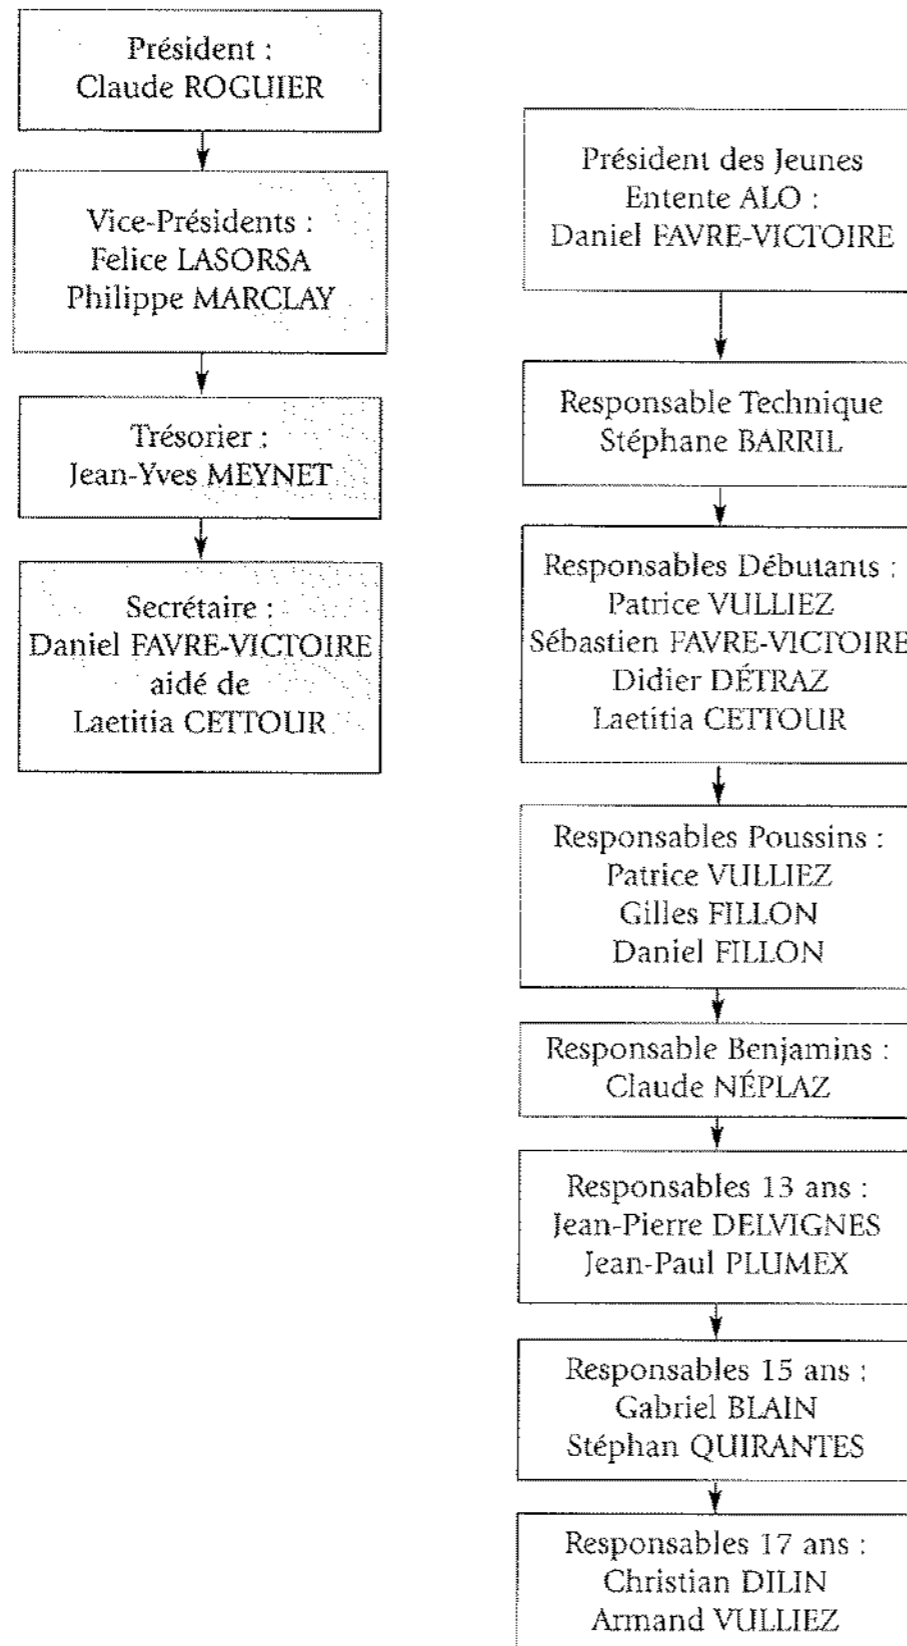 Président :
Claude ROGUIER
Vice-Présidents :
Felice LASORSA
Philippe MARCLAY
Trésorier :
Jean-Yves MEYNET
Secrétaire :
Daniel FAVRE-VICTOIRE
aidé de
Laetitia CETTOUR
Président des Jeunes
Entente ALO :
Daniel FAVRE-VICTOIRE
Responsable Technique
Stéphane BARRIL
Responsables Débutants :
Patrice VULLIEZ
Sébastien FAVRE-VICTOIRE
Didier DÉTRAZ
Laetitia CETTOUR
Responsables Poussins :
Patrice VULLIEZ
Gilles FILLON
Daniel FILLON
Responsable Benjamins :
Claude NÉPLAZ
Responsables 13 ans :
Jean-Pierre DELVIGNES
Jean-Paul PLUMEX
Responsables 15 ans :
Gabriel BLAIN
Stéphan QUIRANTES
Responsables 17 ans :
Christian DILIN
Armand VULLIEZ